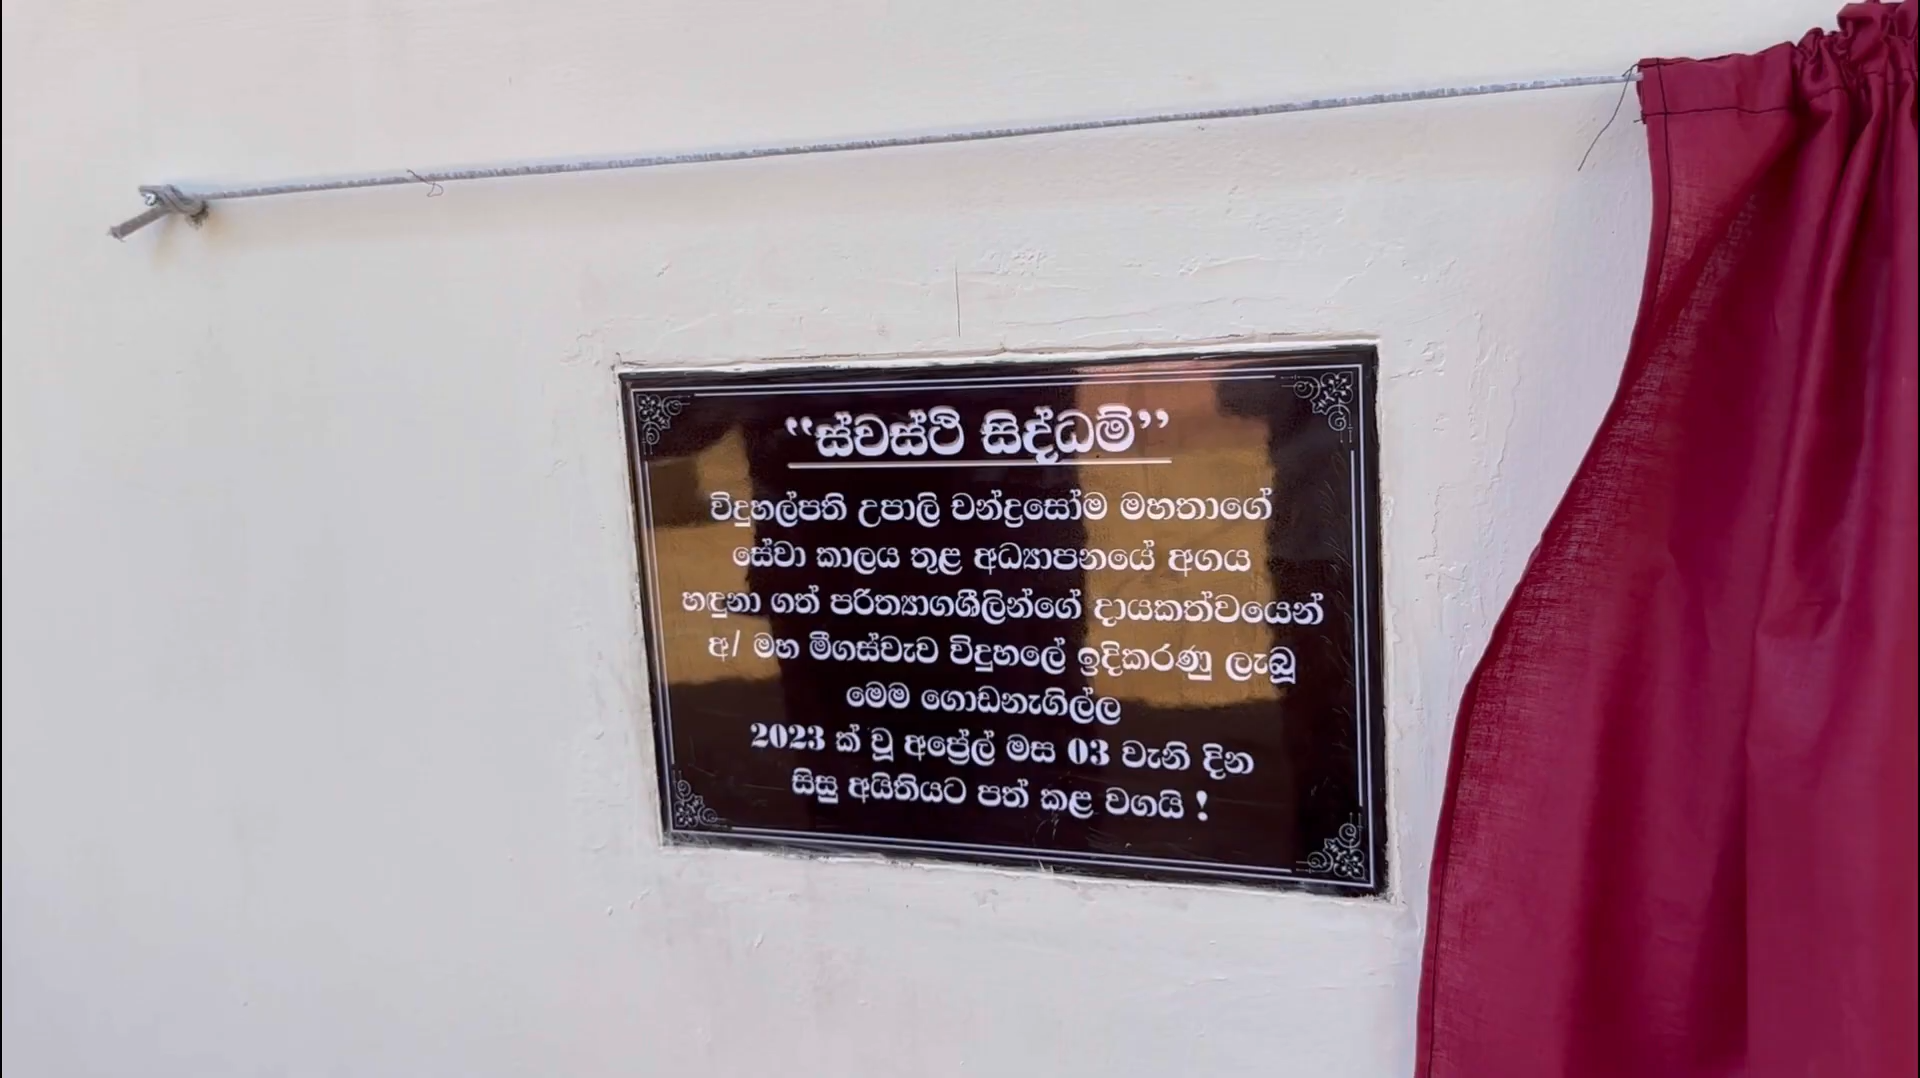 “ස්වස්ථි සිද්ධම්”
විදුහල්පති උපාලි චන්ද්‍රසෝම මහතාගේ
සේවා කාලය තුළ අධ්‍යාපනයේ අගය
හඳුනා ගත් පරිත්‍යාගශීලින්ගේ දායකත්වයෙන්
අ/ මහ මීගස්වැව විදුහලේ ඉදිකරණු ලැබූ
මෙම ගොඩනැගිල්ල
2023 ක් වූ අප්‍රේල් මස 03 වැනි දින
සිසු අයිතියට පත් කළ වගයි !